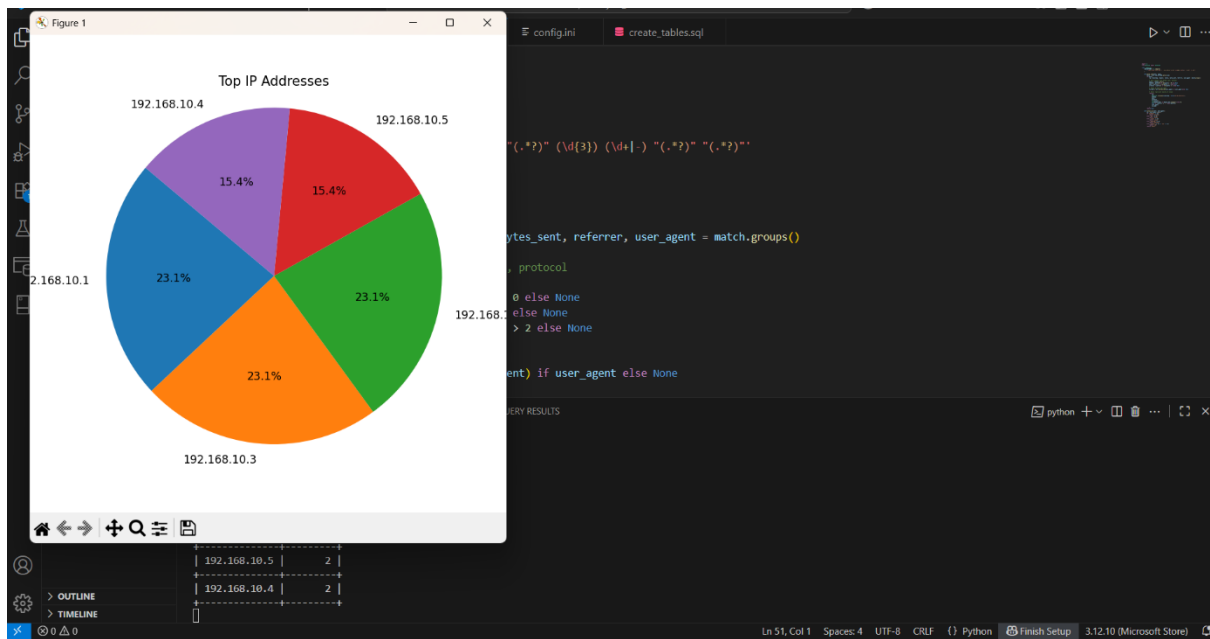 Figure 1
config.ini
create_tables.sql
Top IP Addresses
192.168.10.4
192.168.10.5
15.4%
15.4%
2.168.10.1
23.1%
23.1%
192.168.
23.1%
192.168.10.3
"(.*?)" (\d{3}) (\d+|-) "(.*?)" "(.*?)"'
ytes_sent, referrer, user_agent = match.groups()
, protocol
0 else None
else None
> 2 else None
ent) if user_agent else None
UERY RESULTS
python
+--------------+--------+
| 192.168.10.5 | 2 |
+--------------+--------+
| 192.168.10.4 | 2 |
+--------------+--------+
> OUTLINE
> TIMELINE
0 0
Ln 51, Col 1 Spaces: 4 UTF-8 CRLF {} Python Finish Setup 3.12.10 (Microsoft Store)